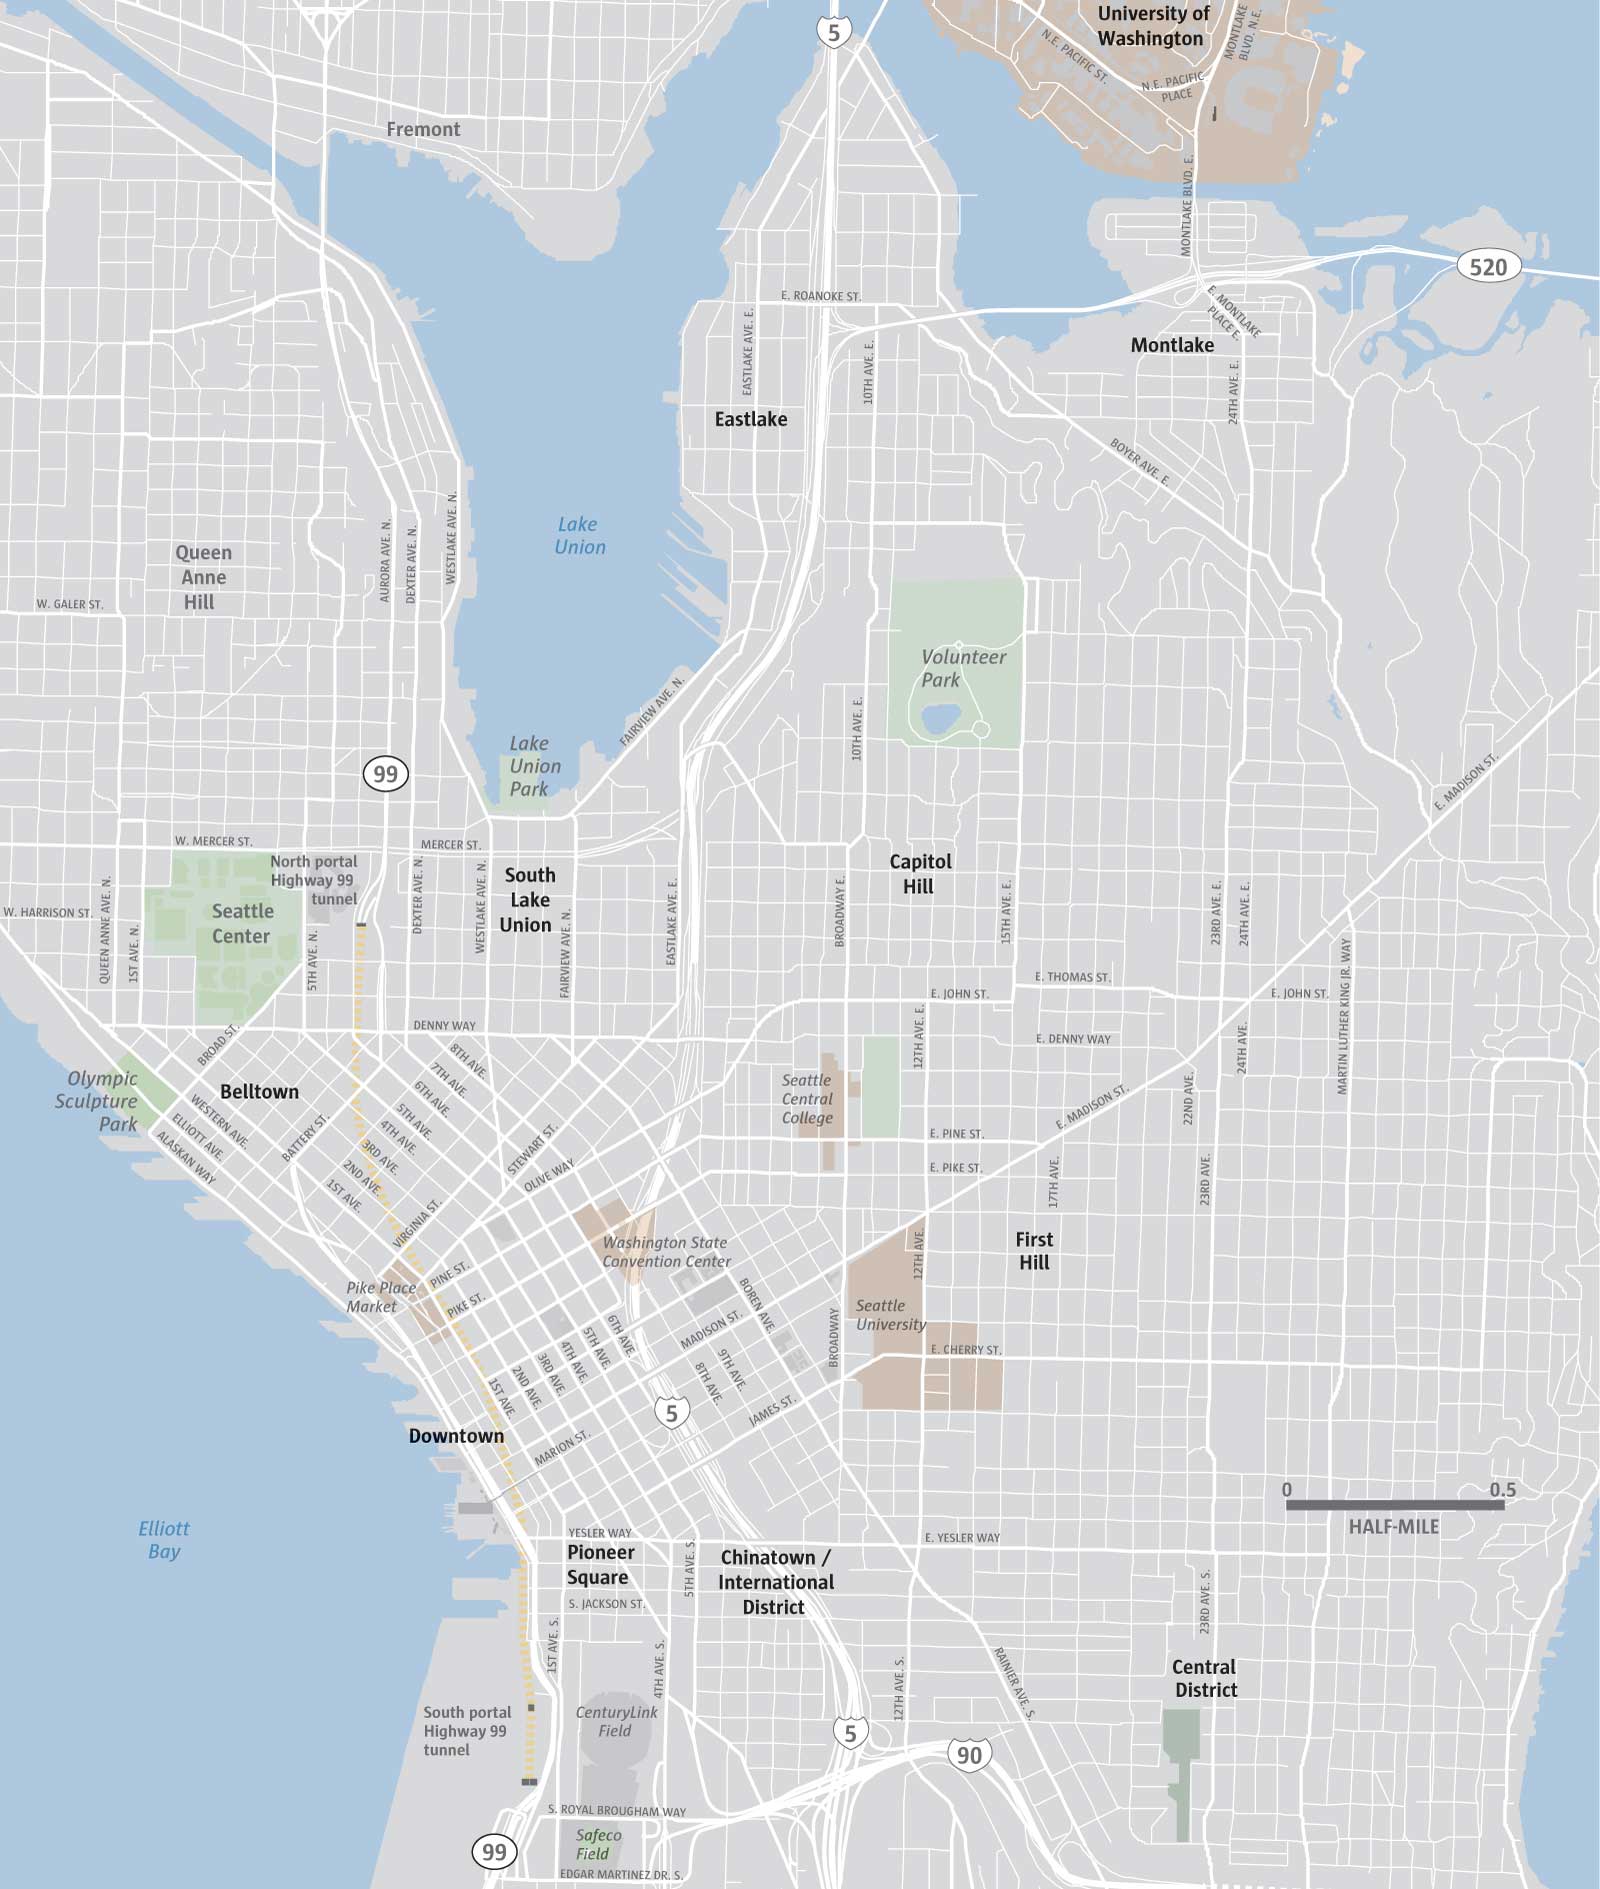 University of
Washington
5
N.E. PACIFIC ST.
N.E. PACIFIC
PLACE
MONTLAKE
BLVD. N.E.
Fremont
MONTLAKE BLVD. E.
520
E. ROANOKE ST.
E. MONTLAKE
PLACE E.
Montlake
EASTLAKE AVE. E.
10TH AVE. E.
24TH AVE. E.
Eastlake
BOYER AVE. E.
Lake
Union
Queen
Anne
Hill
AURORA AVE. N.
DEXTER AVE. N.
WESTLAKE AVE. N.
W. GALER ST.
Volunteer
Park
FAIRVIEW AVE. N.
10TH AVE. E.
Lake
Union
Park
99
E. MADISON ST.
W. MERCER ST.
MERCER ST.
North portal
Highway 99
tunnel
South
Lake
Union
Capitol
Hill
QUEEN ANNE AVE. N.
1ST AVE. N.
W. HARRISON ST.
Seattle
Center
5TH AVE. N.
DEXTER AVE. N.
WESTLAKE AVE. N.
FAIRVIEW AVE. N.
EASTLAKE AVE. E.
BROADWAY E.
15TH AVE. E.
23RD AVE. E.
24TH AVE. E.
MARTIN LUTHER KING JR. WAY
E. THOMAS ST.
E. JOHN ST.
E. JOHN ST.
DENNY WAY
BROAD ST.
12TH AVE. E.
E. DENNY WAY
24TH AVE.
8TH AVE.
7TH AVE.
6TH AVE.
5TH AVE.
4TH AVE.
3RD AVE.
2ND AVE.
1ST AVE.
Olympic
Sculpture
Park
Belltown
WESTERN AVE.
ELLIOTT AVE.
ALASKAN WAY
BATTERY ST.
Seattle
Central
College
22ND AVE.
E. MADISON ST.
STEWART ST.
OLIVE WAY
E. PINE ST.
E. PIKE ST.
17TH AVE.
23RD AVE.
VIRGINIA ST.
Washington State
Convention Center
12TH AVE.
First
Hill
PINE ST.
Pike Place
Market
PIKE ST.
BOREN AVE.
MADISON ST.
6TH AVE.
5TH AVE.
4TH AVE.
3RD AVE.
2ND AVE.
1ST AVE.
Seattle
University
BROADWAY
E. CHERRY ST.
9TH AVE.
8TH AVE.
JAMES ST.
5
Downtown
MARION ST.
0
0.5
HALF-MILE
Elliott
Bay
YESLER WAY
E. YESLER WAY
Pioneer
Square
5TH AVE. S.
Chinatown /
International
District
S. JACKSON ST.
23RD AVE. S.
1ST AVE. S.
4TH AVE. S.
12TH AVE. S.
RAINIER AVE. S.
Central
District
South portal
Highway 99
tunnel
CenturyLink
Field
5
90
S. ROYAL BROUGHAM WAY
99
Safeco
Field
EDGAR MARTINEZ DR. S.